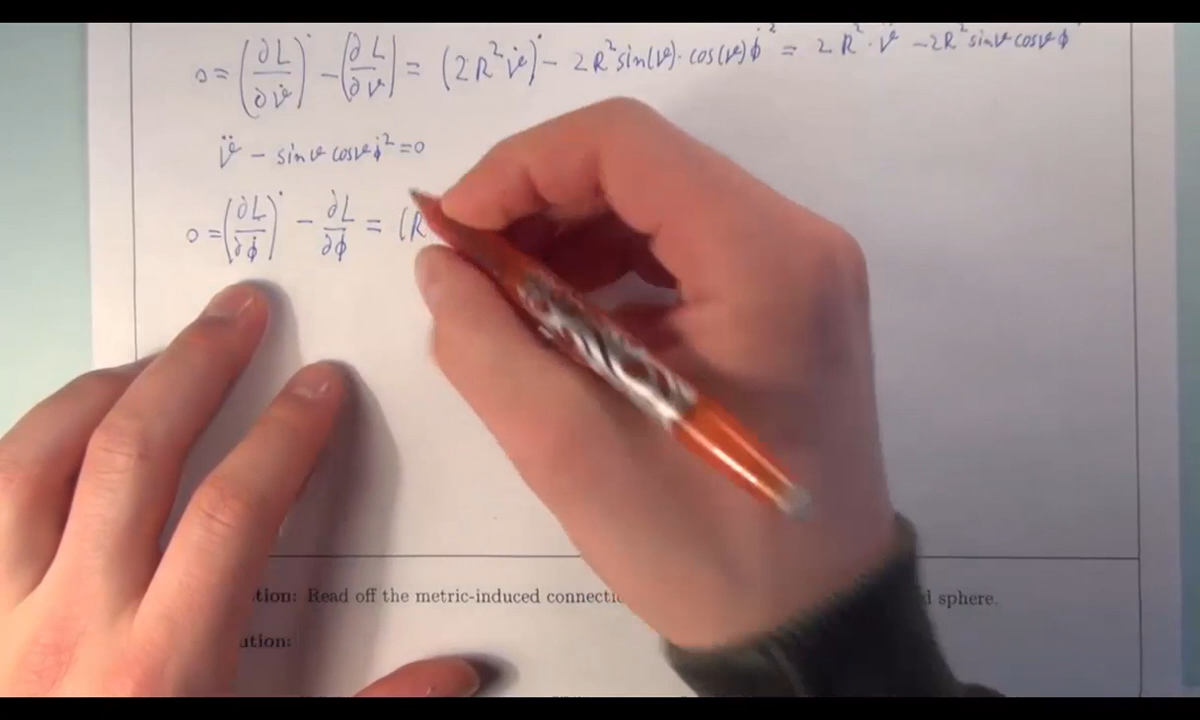 0 = (∂L/∂ϑ̇)˙ − (∂L/∂ϑ) = (2R²ϑ̇)˙ − 2R² sin(ϑ)·cos(ϑ)ϕ̇² = 2R²·ϑ̈ − 2R² sinϑ cosϑ ϕ̇²
ϑ̈ − sinϑ cosϑ ϕ̇² = 0
0 = (∂L/∂ϕ̇)˙ − ∂L/∂ϕ = (R
tion: Read off the metric-induced connecti sphere.
ution: